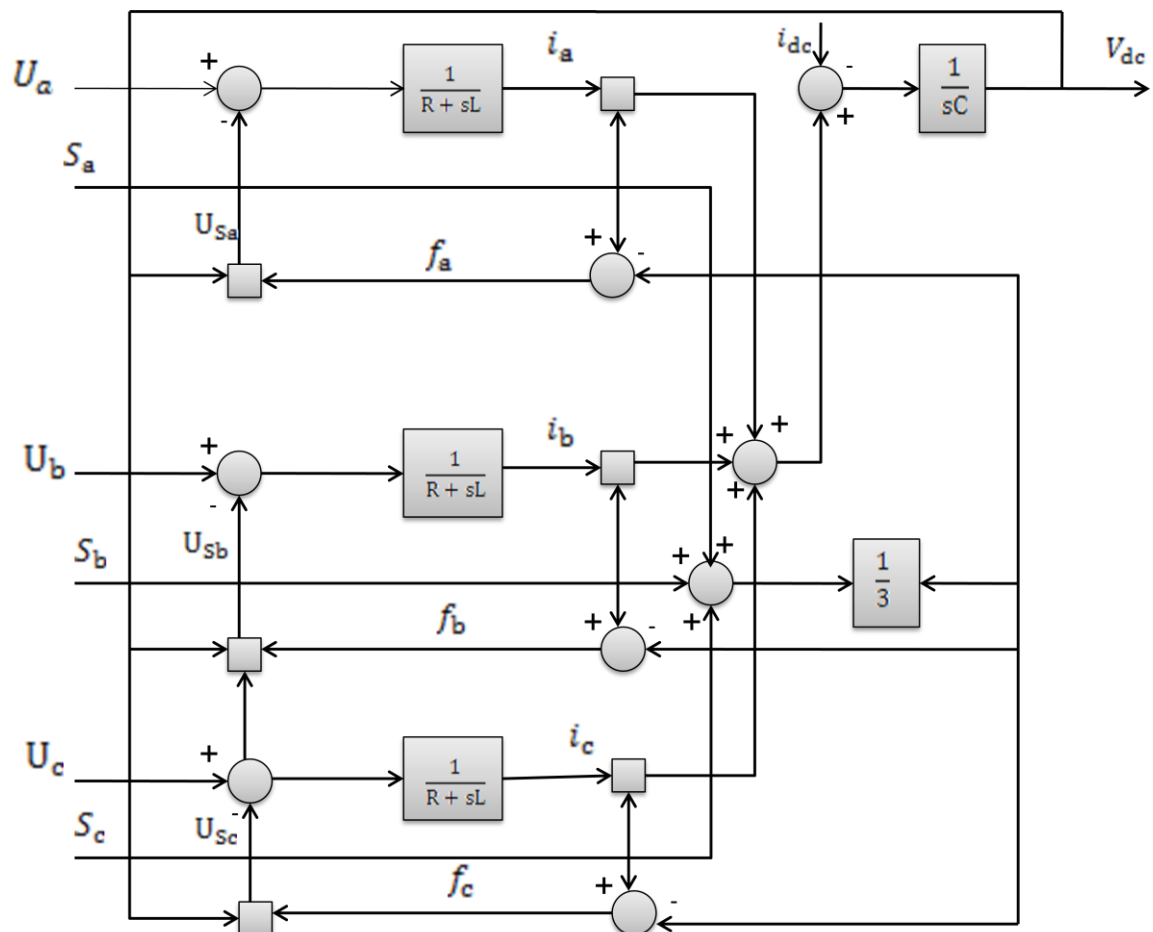 U_a
+
-
1
R + sL
i_a
i_dc
-
+
1
sC
V_dc
S_a
U_Sa
f_a
+
-
U_b
+
-
1
R + sL
i_b
+
+
+
S_b
U_Sb
f_b
+
-
+
+
+
1
3
U_c
+
-
1
R + sL
i_c
S_c
U_Sc
f_c
+
-